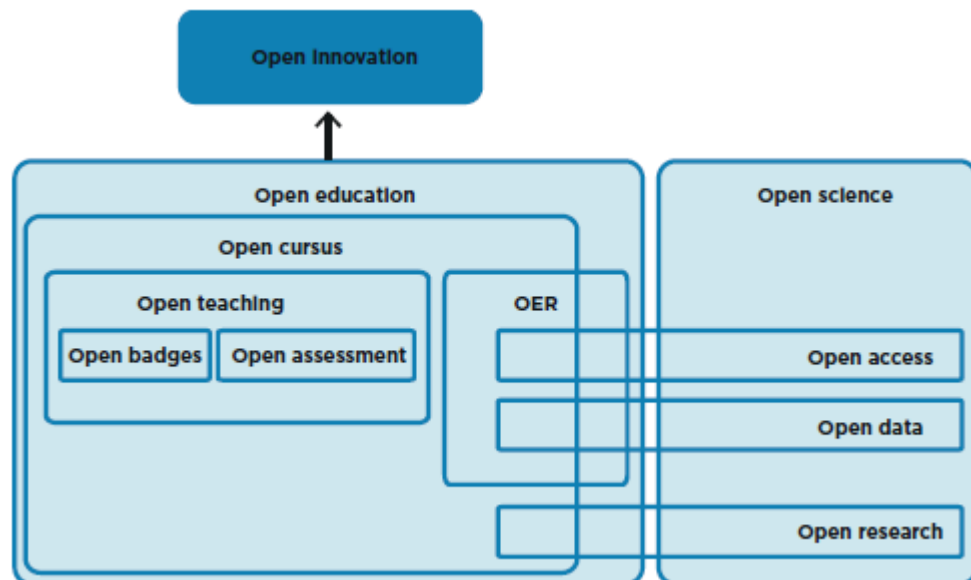 Open Innovation
Open education
Open science
Open cursus
Open teaching
OER
Open badges
Open assessment
Open access
Open data
Open research